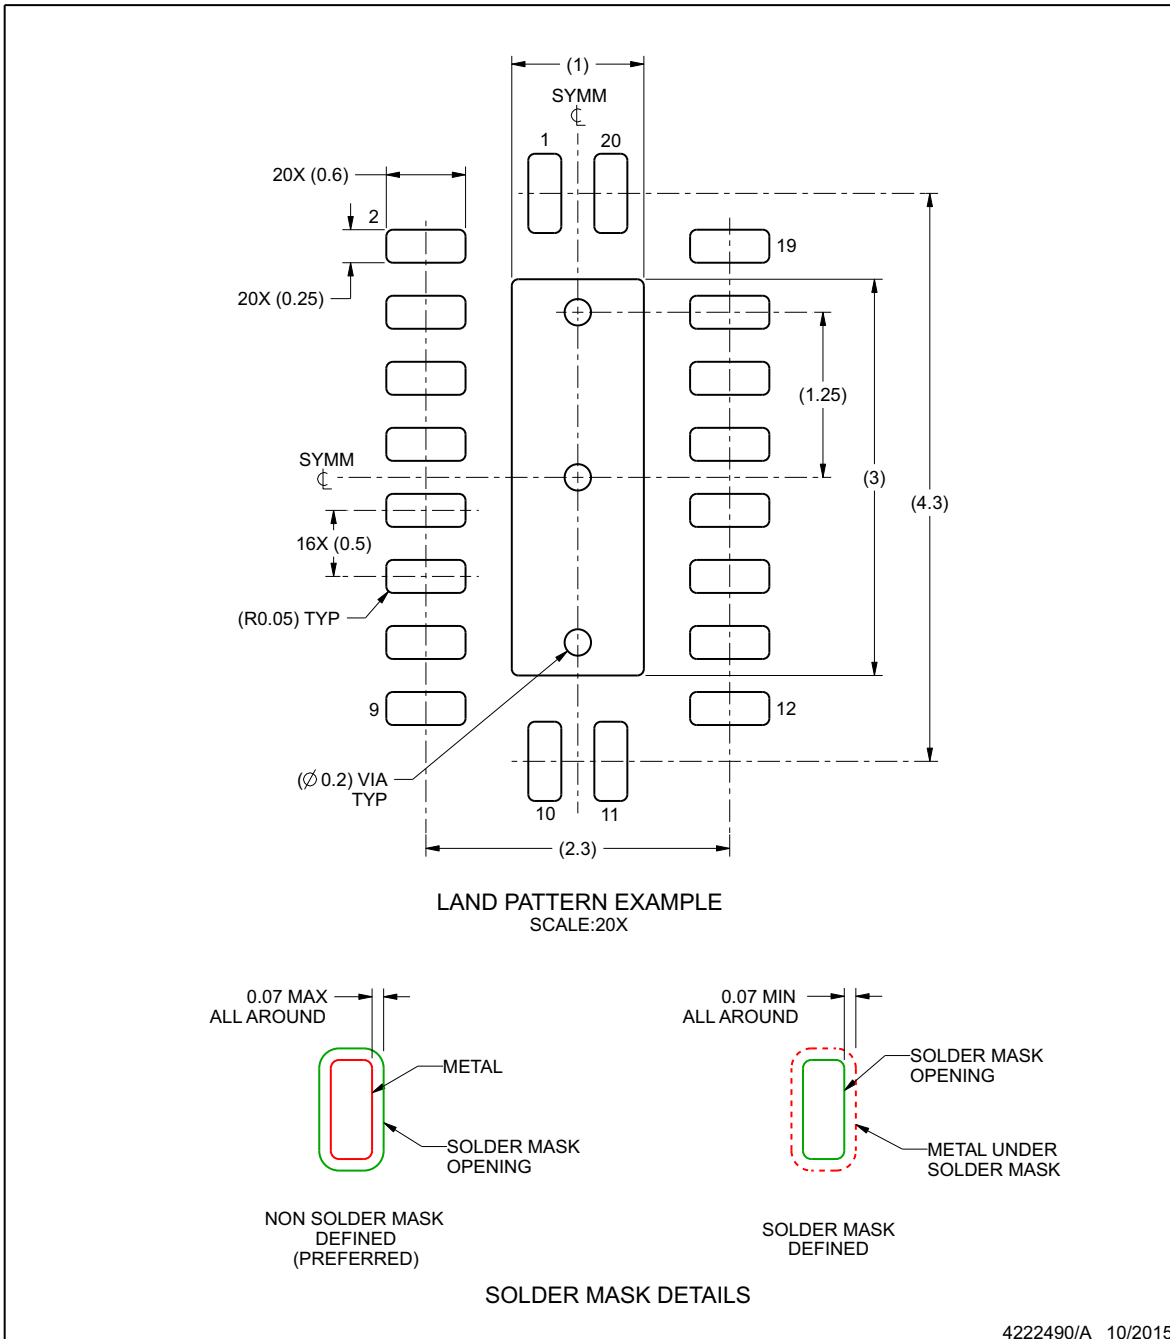 (1)
SYMM
℄
1
20
20X (0.6)
2
19
20X (0.25)
(1.25)
SYMM
℄
(3)
(4.3)
16X (0.5)
(R0.05) TYP
9
12
(∅ 0.2) VIA
TYP
10
11
(2.3)
LAND PATTERN EXAMPLE
SCALE:20X
0.07 MAX
ALL AROUND
METAL
SOLDER MASK
OPENING
NON SOLDER MASK
DEFINED
(PREFERRED)
0.07 MIN
ALL AROUND
SOLDER MASK
OPENING
METAL UNDER
SOLDER MASK
SOLDER MASK
DEFINED
SOLDER MASK DETAILS
4222490/A 10/2015